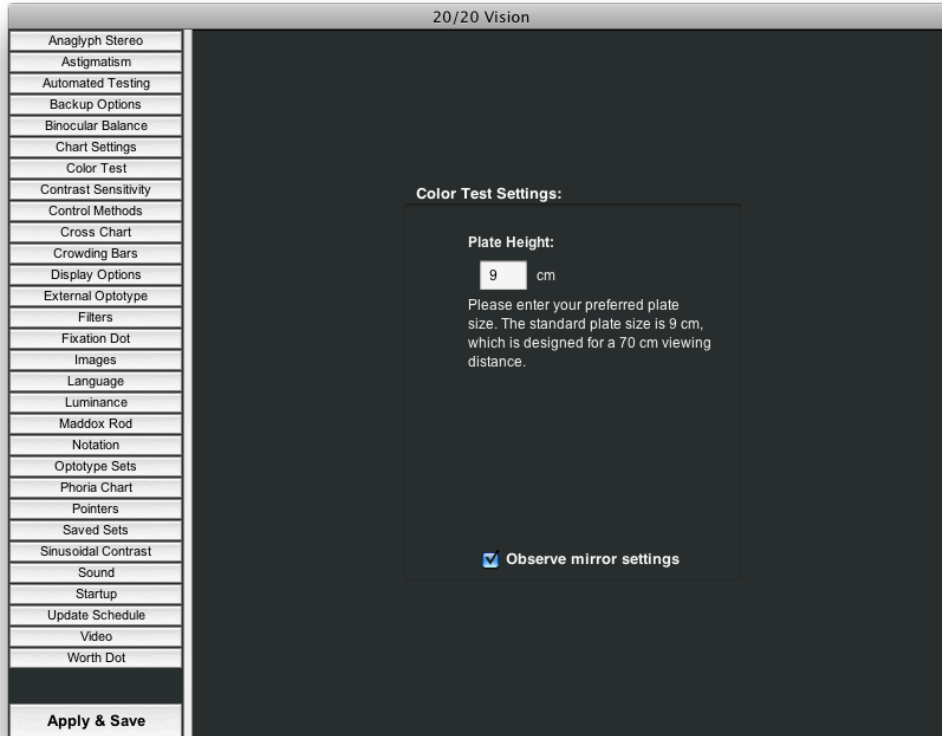 20/20 Vision
Anaglyph Stereo
Astigmatism
Automated Testing
Backup Options
Binocular Balance
Chart Settings
Color Test
Contrast Sensitivity
Control Methods
Cross Chart
Crowding Bars
Display Options
External Optotype
Filters
Fixation Dot
Images
Language
Luminance
Maddox Rod
Notation
Optotype Sets
Phoria Chart
Pointers
Saved Sets
Sinusoidal Contrast
Sound
Startup
Update Schedule
Video
Worth Dot
Apply & Save
Color Test Settings:
Plate Height:
9 cm
Please enter your preferred plate
size. The standard plate size is 9 cm,
which is designed for a 70 cm viewing
distance.
Observe mirror settings